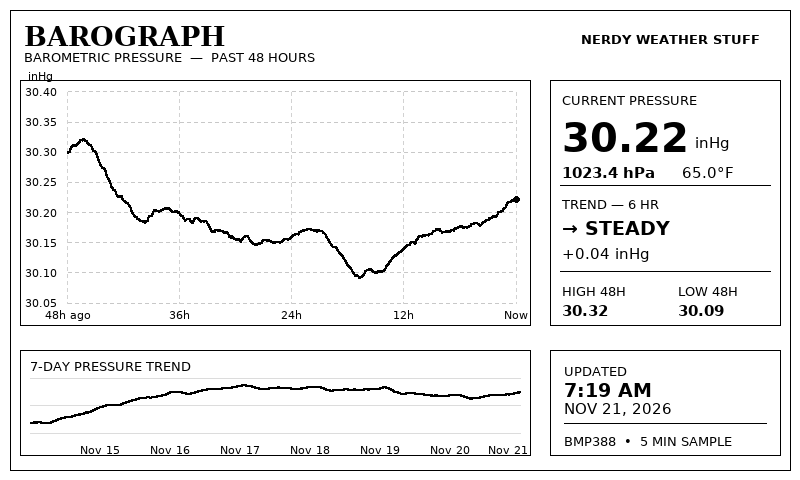 BAROGRAPH
NERDY WEATHER STUFF
BAROMETRIC PRESSURE — PAST 48 HOURS
inHg
30.40
30.35
30.30
30.25
30.20
30.15
30.10
30.05
48h ago 36h 24h 12h Now
CURRENT PRESSURE
30.22 inHg
1023.4 hPa 65.0°F
TREND — 6 HR
→ STEADY
+0.04 inHg
HIGH 48H LOW 48H
30.32 30.09
7-DAY PRESSURE TREND
Nov 15 Nov 16 Nov 17 Nov 18 Nov 19 Nov 20 Nov 21
UPDATED
7:19 AM
NOV 21, 2026
BMP388 • 5 MIN SAMPLE